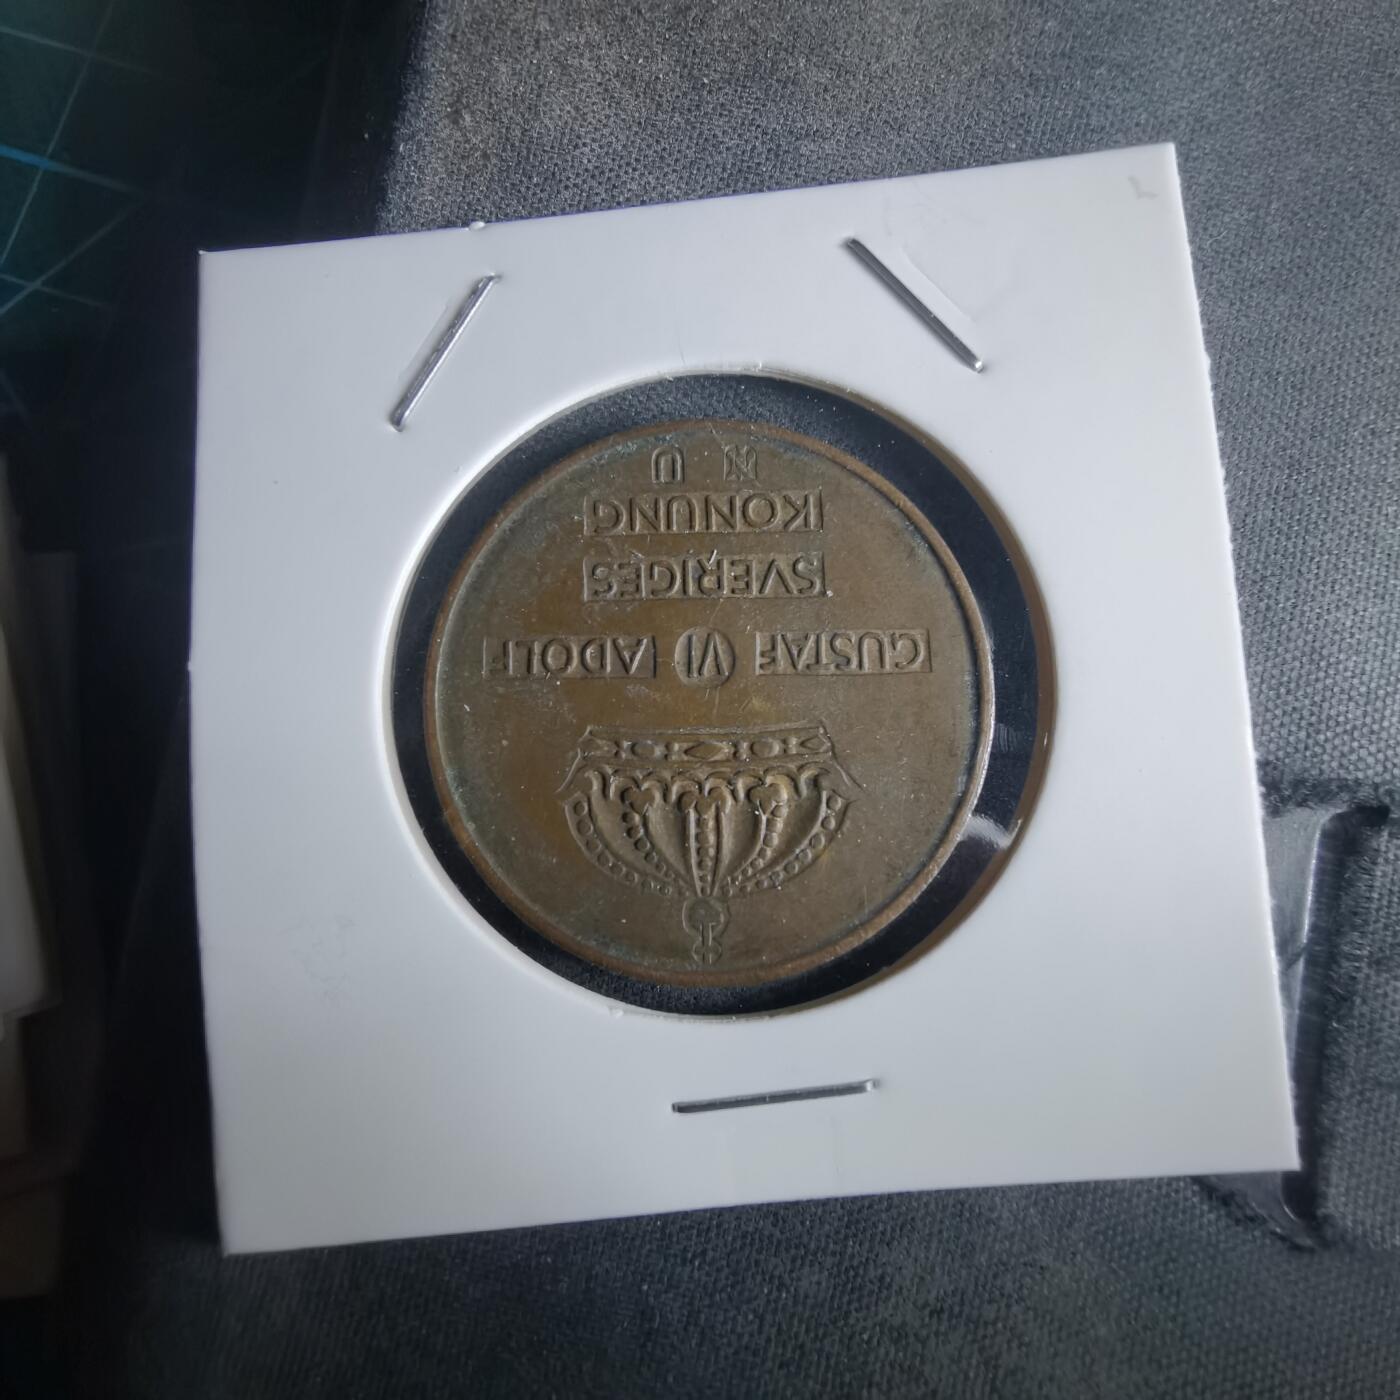 GUSTAF VI ADOLF
SVERIGES
KONUNG
U